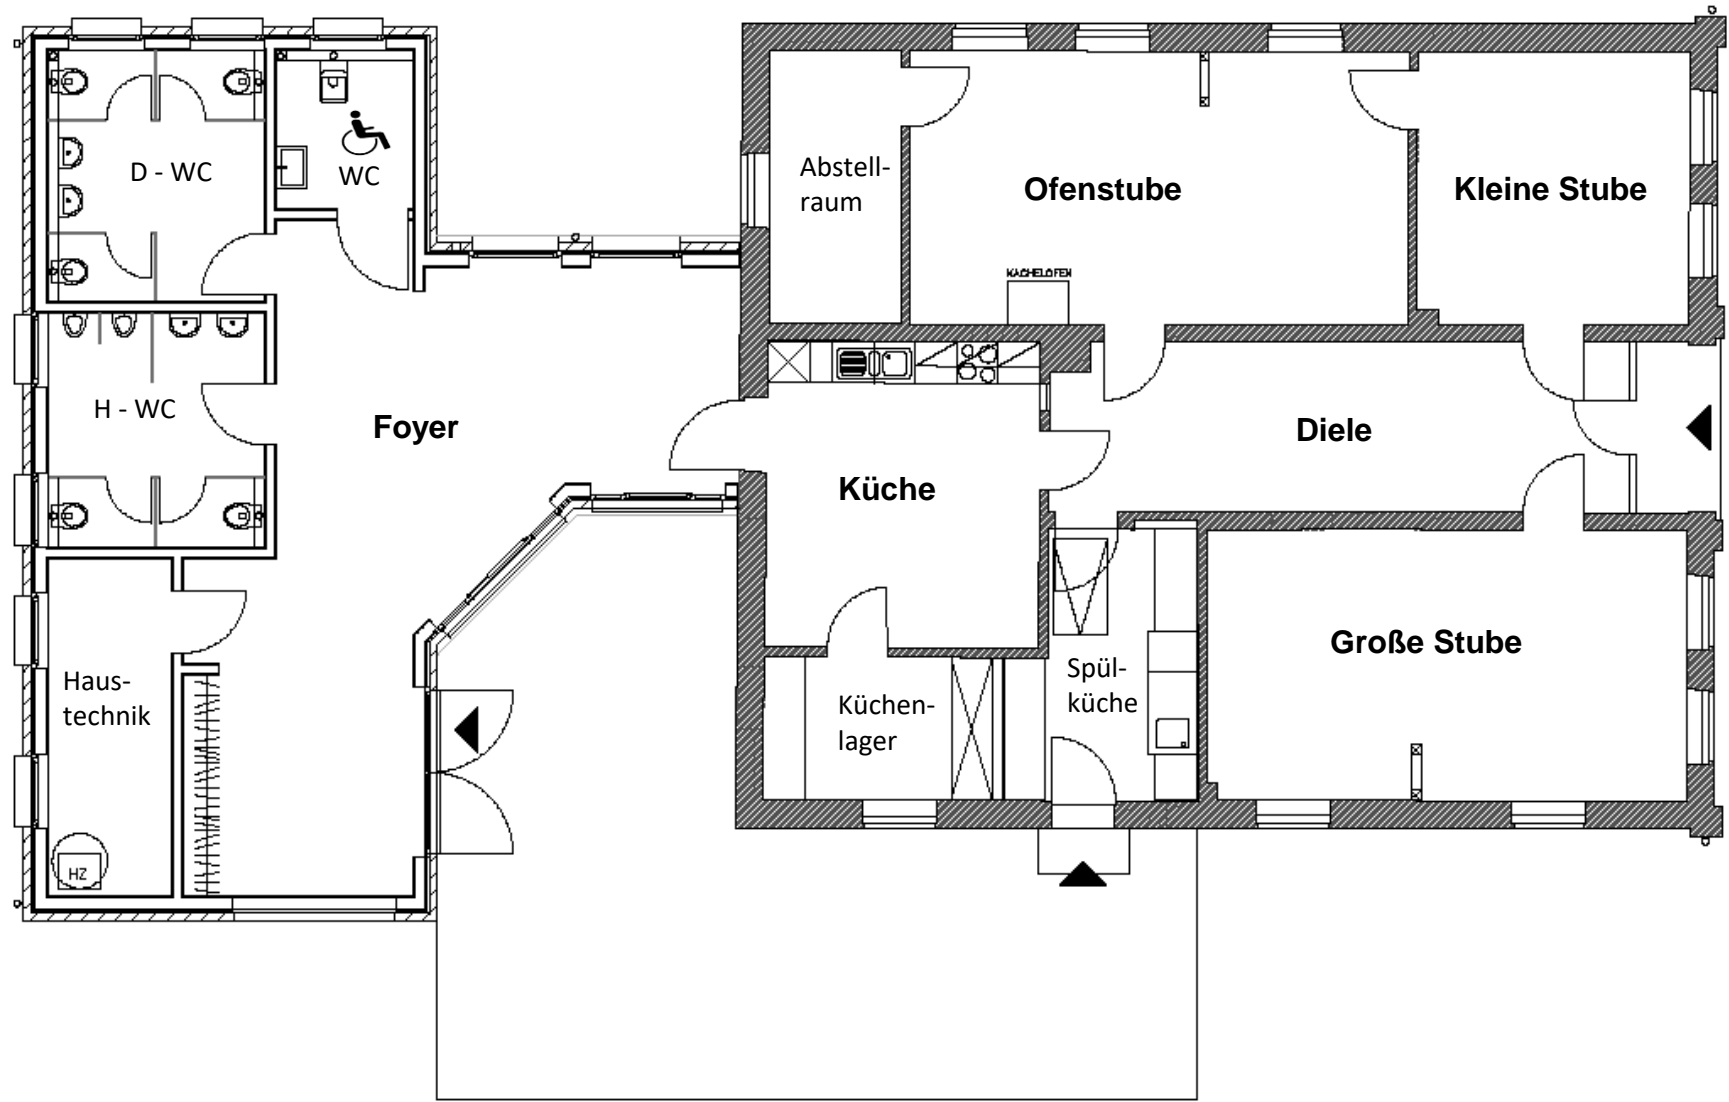 D - WC
WC
Abstell-
raum
Ofenstube
Kleine Stube
KACHELOFEN
H - WC
Foyer
Diele
Küche
Große Stube
Haus-
technik
Küchen-
lager
Spül-
küche
HZ